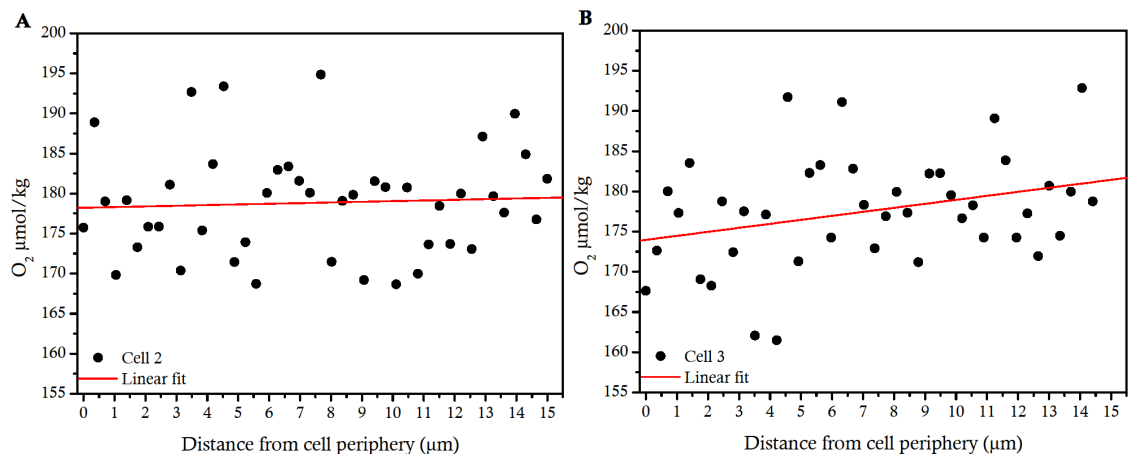 A
O₂ μmol/kg
200
195
190
185
180
175
170
165
160
155
Cell 2
Linear fit
0 1 2 3 4 5 6 7 8 9 10 11 12 13 14 15
Distance from cell periphery (μm)
B
O₂ μmol/kg
200
195
190
185
180
175
170
165
160
155
Cell 3
Linear fit
0 1 2 3 4 5 6 7 8 9 10 11 12 13 14 15
Distance from cell periphery (μm)